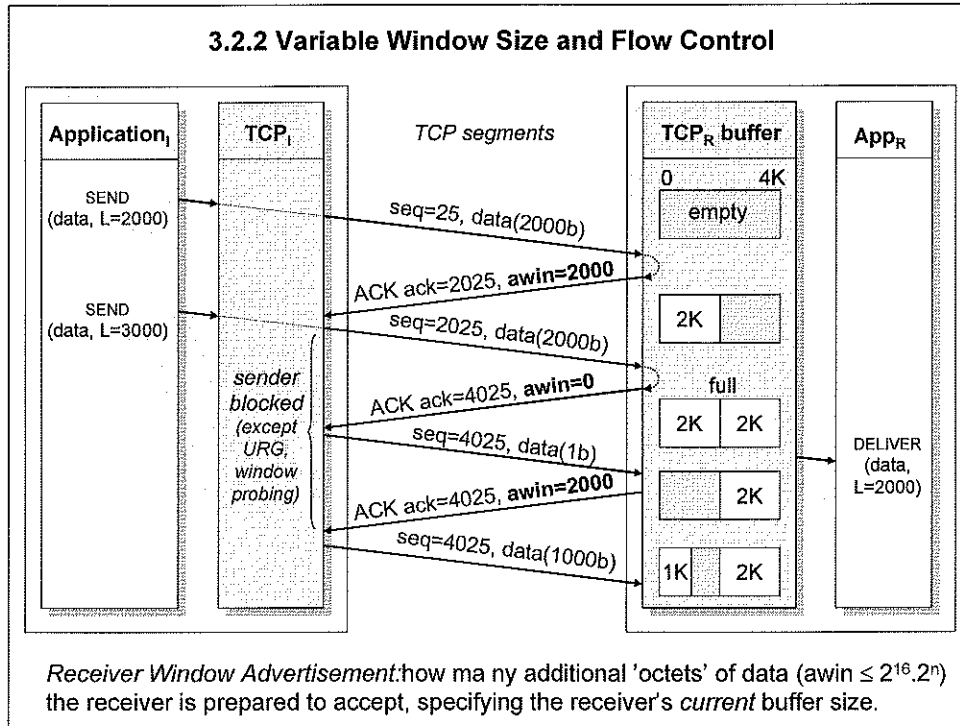 3.2.2 Variable Window Size and Flow Control
Application_I
TCP_I
TCP segments
TCP_R buffer
App_R
0 4K
SEND
(data, L=2000)
seq=25, data(2000b)
empty
ACK ack=2025, awin=2000
SEND
(data, L=3000)
seq=2025, data(2000b)
2K
sender
blocked
(except
URG,
window
probing)
ACK ack=4025, awin=0
full
2K 2K
seq=4025, data(1b)
DELIVER
(data,
L=2000)
ACK ack=4025, awin=2000
2K
seq=4025, data(1000b)
1K 2K
Receiver Window Advertisement:how ma ny additional 'octets' of data (awin ≤ 2¹⁶.2ⁿ)
the receiver is prepared to accept, specifying the receiver's current buffer size.